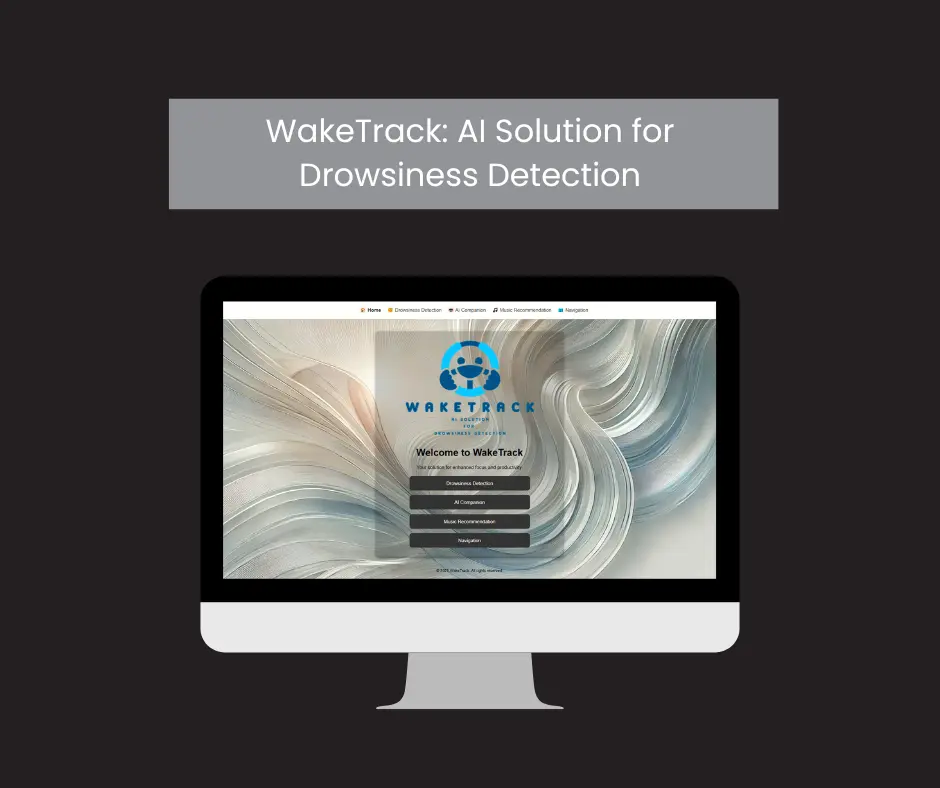 WakeTrack: AI Solution for
Drowsiness Detection
Home Drowsiness Detection AI Companion Music Recommendation Navigation
WAKETRACK
AI SOLUTION
FOR
DROWSINESS DETECTION
Welcome to WakeTrack
Your solution for enhanced focus and productivity
Drowsiness Detection
AI Companion
Music Recommendation
Navigation
WakeTrack. All rights reserved